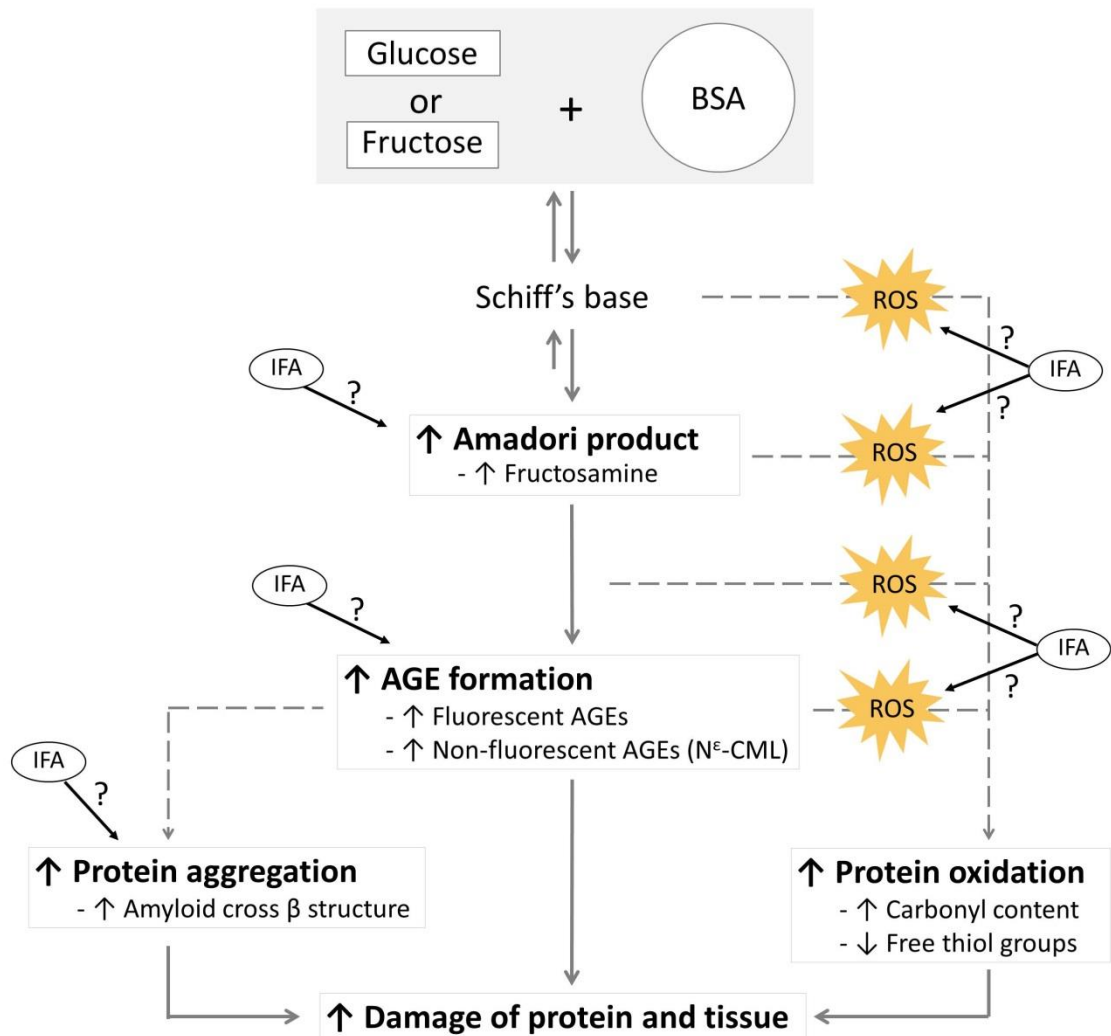 Glucose
or
Fructose
+
BSA
Schiff’s base
ROS
IFA
?
?
?
IFA
↑ Amadori product
- ↑ Fructosamine
ROS
IFA
?
ROS
?
?
IFA
↑ AGE formation
- ↑ Fluorescent AGEs
- ↑ Non-fluorescent AGEs (Nᵋ-CML)
ROS
IFA
?
↑ Protein aggregation
- ↑ Amyloid cross β structure
↑ Protein oxidation
- ↑ Carbonyl content
- ↓ Free thiol groups
↑ Damage of protein and tissue